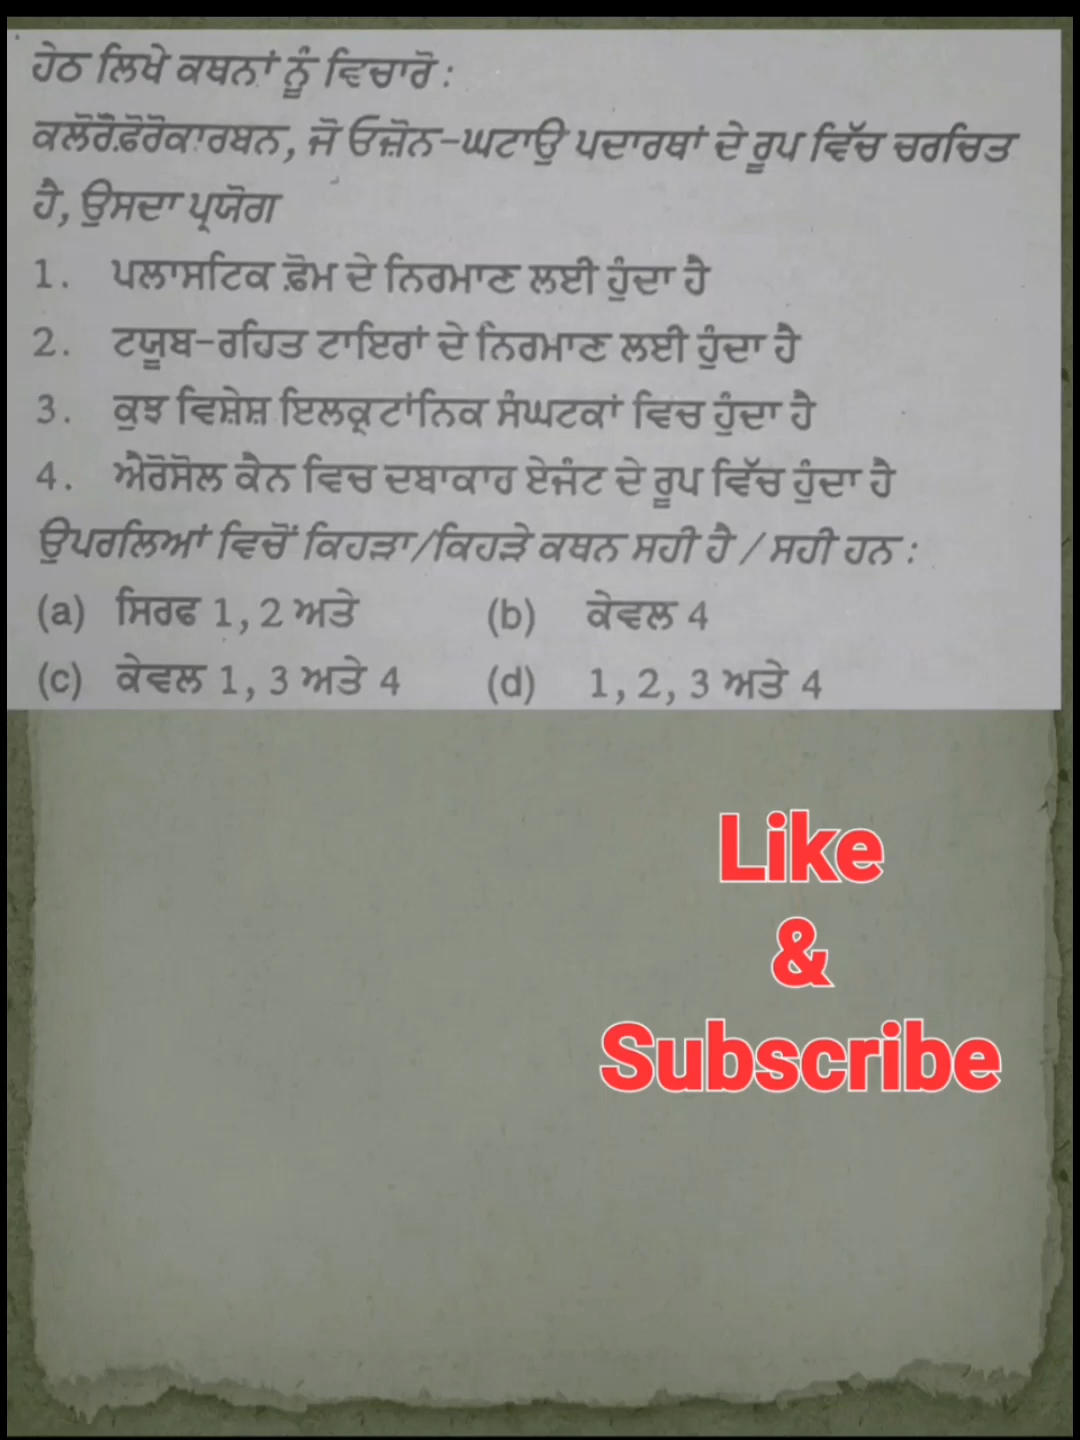 ਹੇਠ ਲਿਖੇ ਕਥਨਾਂ ਨੂੰ ਵਿਚਾਰੋ :
ਕਲੋਰੋਫ਼ੋਰੋਕਾਰਬਨ, ਜੋ ਓਜ਼ੋਨ-ਘਟਾਉ ਪਦਾਰਥਾਂ ਦੇ ਰੂਪ ਵਿੱਚ ਚਰਚਿਤ
ਹੈ, ਉਸਦਾ ਪ੍ਰਯੋਗ
1. ਪਲਾਸਟਿਕ ਫ਼ੋਮ ਦੇ ਨਿਰਮਾਣ ਲਈ ਹੁੰਦਾ ਹੈ
2. ਟਯੂਬ-ਰਹਿਤ ਟਾਇਰਾਂ ਦੇ ਨਿਰਮਾਣ ਲਈ ਹੁੰਦਾ ਹੈ
3. ਕੁਝ ਵਿਸ਼ੇਸ਼ ਇਲਕ੍ਰਟਾਂਨਿਕ ਸੰਘਟਕਾਂ ਵਿਚ ਹੁੰਦਾ ਹੈ
4. ਐਰੋਸੋਲ ਕੈਨ ਵਿਚ ਦਬਾਕਾਰ ਏਜੰਟ ਦੇ ਰੂਪ ਵਿੱਚ ਹੁੰਦਾ ਹੈ
ਉਪਰਲਿਆਂ ਵਿਚੋਂ ਕਿਹੜਾ/ਕਿਹੜੇ ਕਥਨ ਸਹੀ ਹੈ / ਸਹੀ ਹਨ :
(a) ਸਿਰਫ 1, 2 ਅਤੇ (b) ਕੇਵਲ 4
(c) ਕੇਵਲ 1, 3 ਅਤੇ 4 (d) 1, 2, 3 ਅਤੇ 4
Like
&
Subscribe